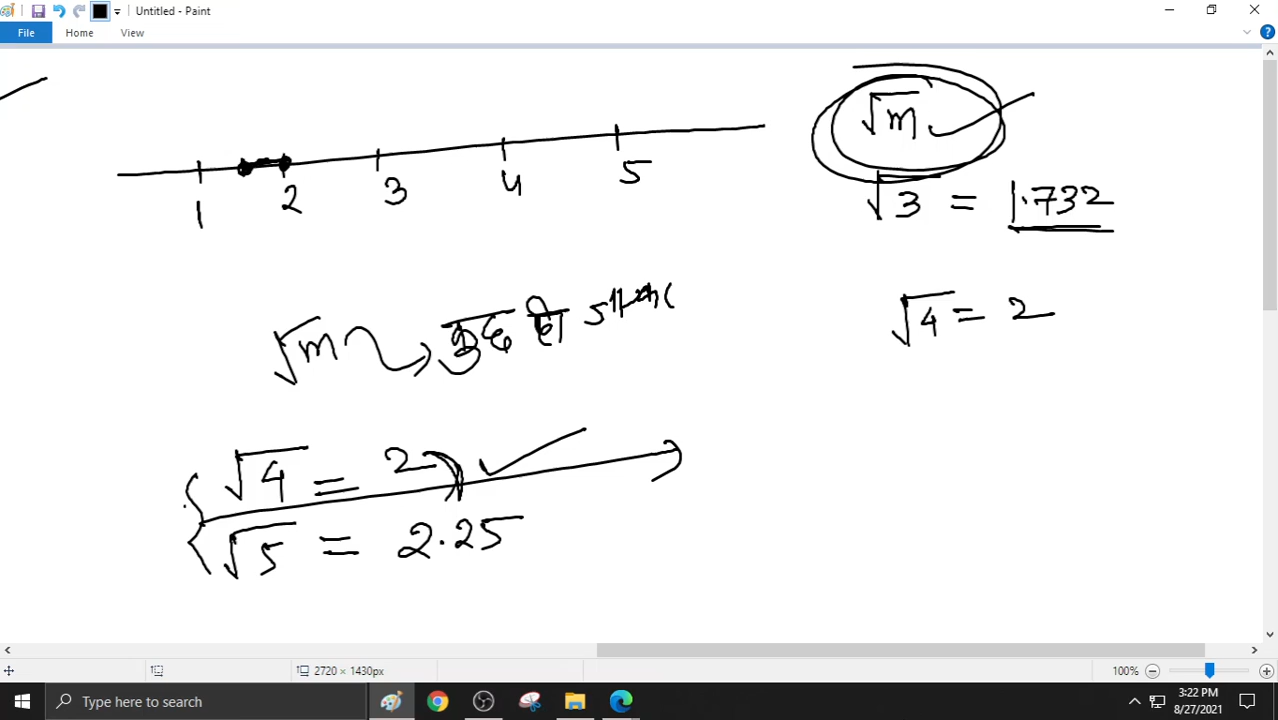 Untitled - Paint
File Home View
√m
1 2 3 4 5
√3 = 1.732
√m
√4 = 2
√4 = 2
√5 = 2.25
2720 × 1430px
100%
Type here to search
3:22 PM
8/27/2021